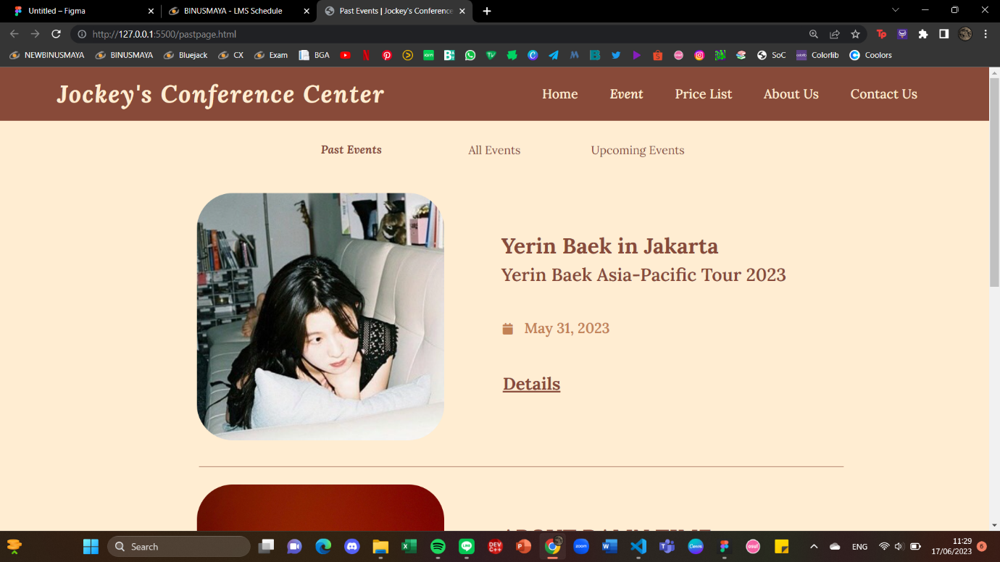 Untitled – Figma
BINUSMAYA - LMS Schedule
Past Events | Jockey's Conference
http://127.0.0.1:5500/pastpage.html
NEWBINUSMAYA BINUSMAYA Bluejack CX Exam BGA SoC Colorlib Coolors
Jockey's Conference Center
Home Event Price List About Us Contact Us
Past Events All Events Upcoming Events
Yerin Baek in Jakarta
Yerin Baek Asia-Pacific Tour 2023
May 31, 2023
Details
Search
ENG
11:29
17/06/2023
6